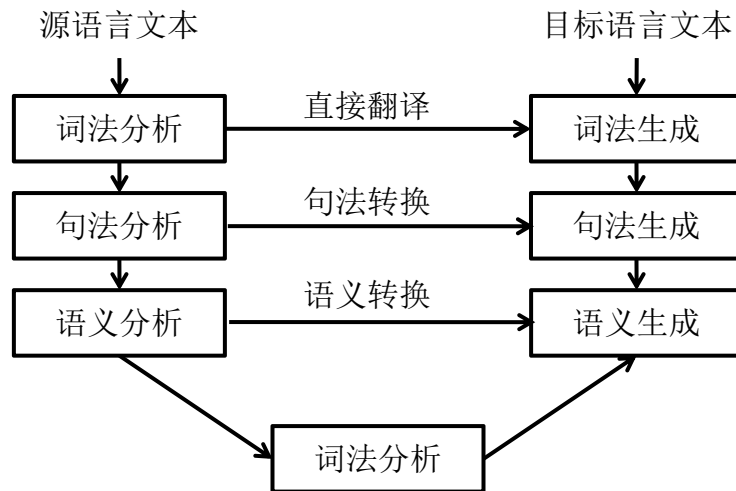 源语言文本
目标语言文本
词法分析
直接翻译
词法生成
句法分析
句法转换
句法生成
语义分析
语义转换
语义生成
词法分析